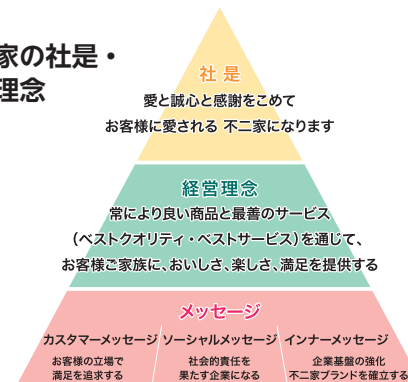 家の社是・
理念
社 是
愛と誠心と感謝をこめて
お客様に愛される 不二家になります
経営理念
常により良い商品と最善のサービス
（ベストクオリティ・ベストサービス）を通じて、
お客様ご家族に、おいしさ、楽しさ、満足を提供する
メッセージ
カスタマーメッセージ
お客様の立場で
満足を追求する
ソーシャルメッセージ
社会的責任を
果たす企業になる
インナーメッセージ
企業基盤の強化
不二家ブランドを確立する